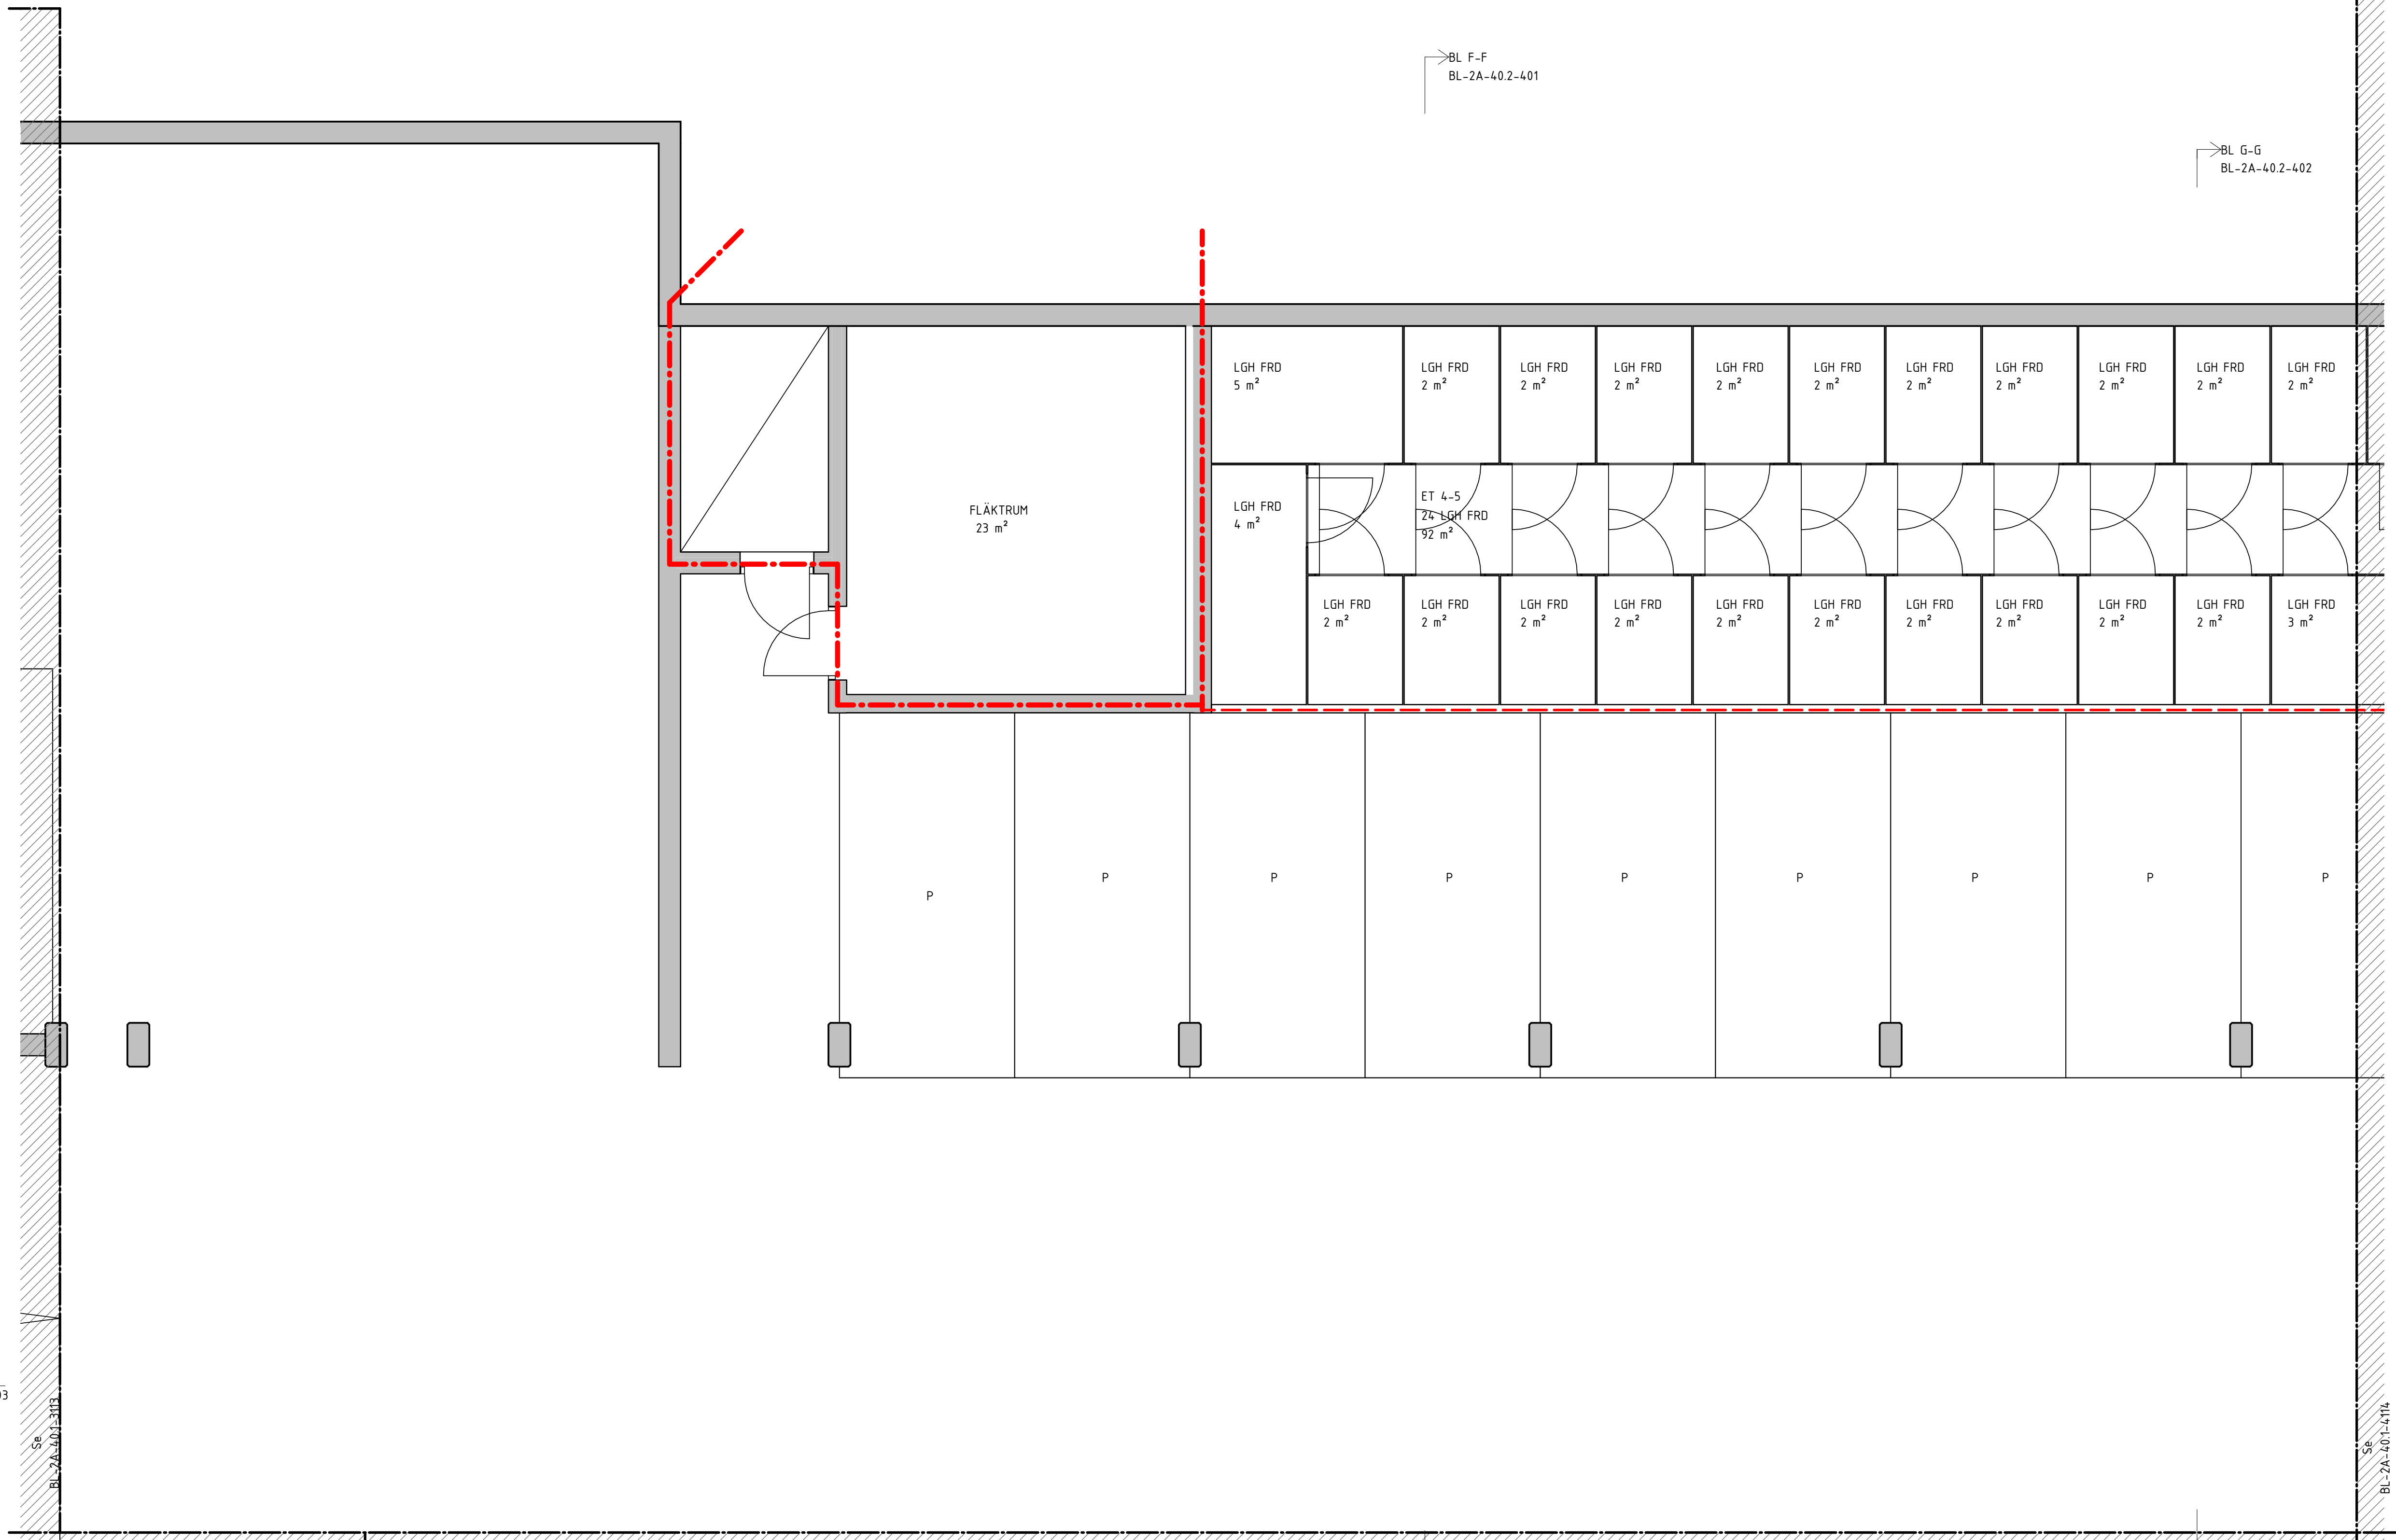 BL F-F
BL-2A-40.2-401
BL G-G
BL-2A-40.2-402
LGH FRD
5 m²
LGH FRD
2 m²
LGH FRD
2 m²
LGH FRD
2 m²
LGH FRD
2 m²
LGH FRD
2 m²
LGH FRD
2 m²
LGH FRD
2 m²
LGH FRD
2 m²
LGH FRD
2 m²
LGH FRD
2 m²
FLÄKTRUM
23 m²
LGH FRD
4 m²
ET 4-5
24 LGH FRD
92 m²
LGH FRD
2 m²
LGH FRD
2 m²
LGH FRD
2 m²
LGH FRD
2 m²
LGH FRD
2 m²
LGH FRD
2 m²
LGH FRD
2 m²
LGH FRD
2 m²
LGH FRD
2 m²
LGH FRD
2 m²
LGH FRD
3 m²
P
P
P
P
P
P
P
P
P
Se
BL-2A-40.1-3113
Se
BL-2A-40.1-4114